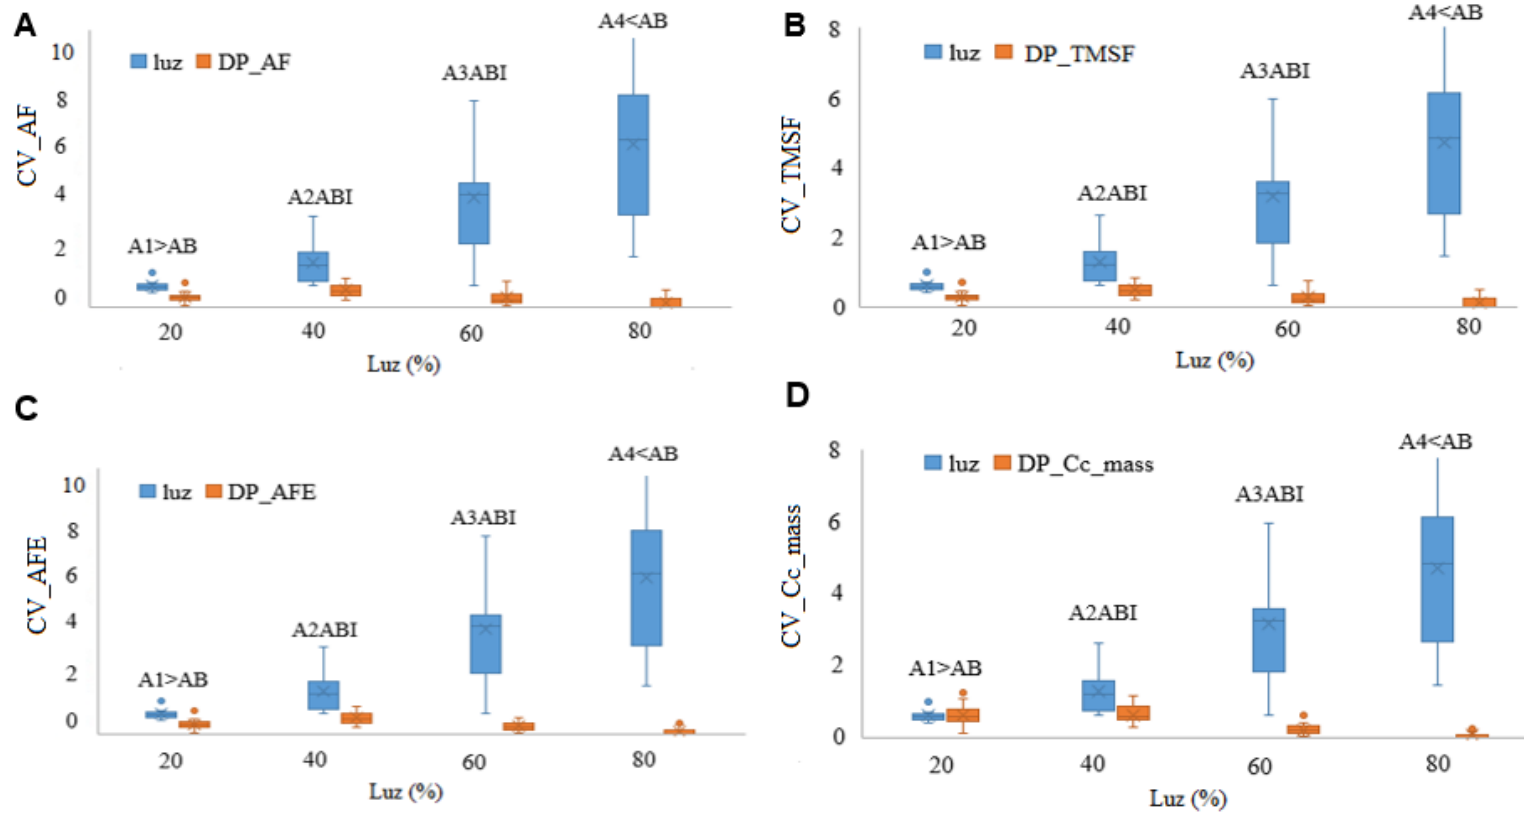 A
CV_AF
luz DP_AF
10
8
6
4
2
0
A1>AB
A2ABI
A3ABI
A4<AB
20 40 60 80
Luz (%)
B
CV_TMSF
luz DP_TMSF
8
6
4
2
0
A1>AB
A2ABI
A3ABI
A4<AB
20 40 60 80
Luz (%)
C
CV_AFE
luz DP_AFE
10
8
6
4
2
0
A1>AB
A2ABI
A3ABI
A4<AB
20 40 60 80
Luz (%)
D
CV_Cc_mass
luz DP_Cc_mass
8
6
4
2
0
A1>AB
A2ABI
A3ABI
A4<AB
20 40 60 80
Luz (%)